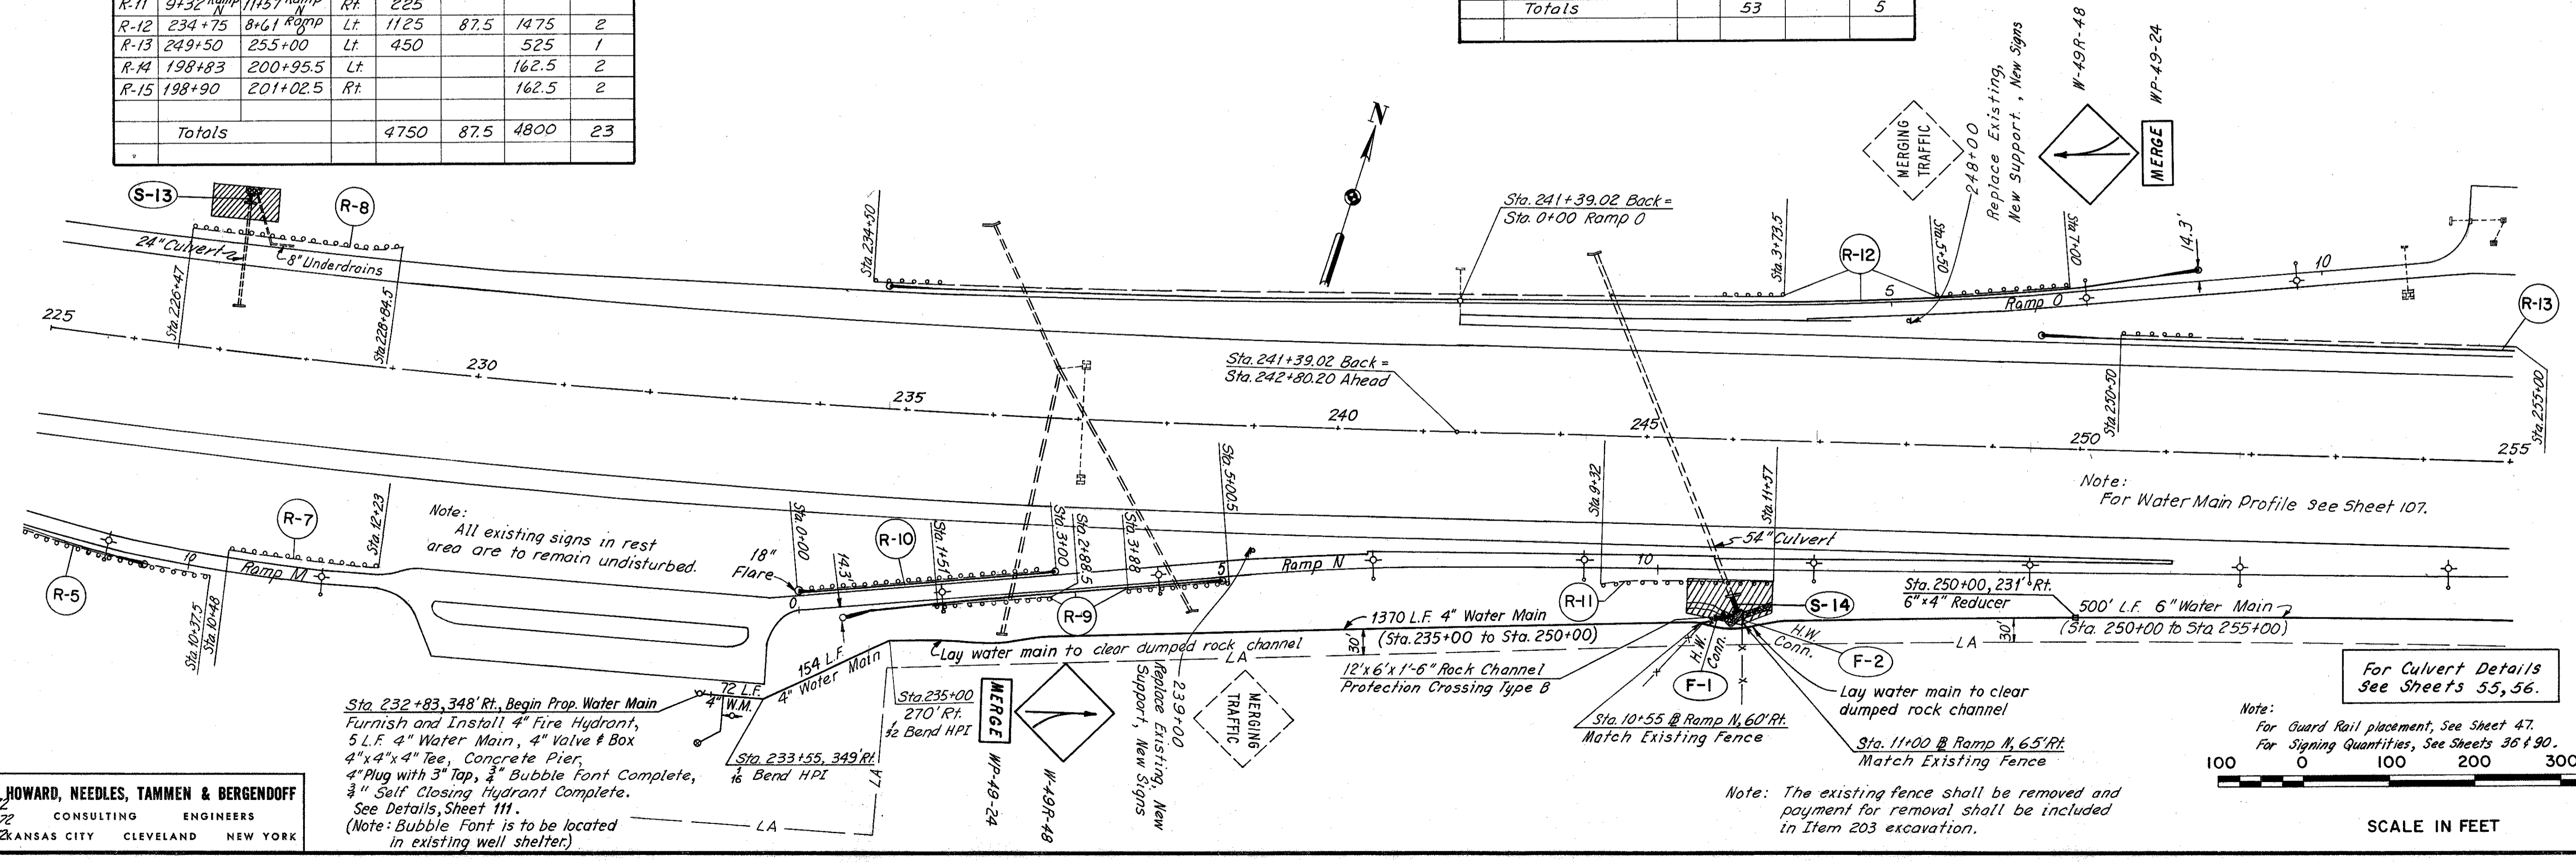 R-11 9+32 Ramp N 11+57 Ramp N Rt. 225
R-12 234+75 8+61 Ramp O Lt. 1125 87.5 1475 2
R-13 249+50 255+00 Lt. 450 525 1
R-14 198+83 200+95.5 Lt. 162.5 2
R-15 198+90 201+02.5 Rt. 162.5 2
Totals 4750 87.5 4800 23
Totals 53 5
N
S-13
R-8
24" Culvert
8" Underdrains
Sta. 226+47
Sta. 228+84.5
Sta. 234+50
Sta. 241+39.02 Back =
Sta. 0+00 Ramp O
Sta. 3+73.5
R-12
MERGING
TRAFFIC
248+00
Replace Existing,
New Support, New Signs
W-49R-48
MERGE
WP-49-24
Sta. 5+50
Sta. 7+00
14.3'
5
Ramp O
10
R-13
225
230
235
240
245
250
255
Sta. 241+39.02 Back =
Sta. 242+80.20 Ahead
Sta. 250+50
Sta. 255+00
Note:
For Water Main Profile See Sheet 107.
R-5
R-7
10
Ramp M
Sta. 10+37.5
Sta. 10+48
Sta. 12+23
Note:
All existing signs in rest
area are to remain undisturbed.
18"
Flare
Sta. 0+00
0
14.3'
R-10
Sta. 1+51
Sta. 3+00
Sta. 2+88.5
Sta. 3+88
Sta. 5+00.5
5
R-9
Ramp N
Sta. 9+32
10
Sta. 11+57
54" Culvert
R-11
S-14
Sta. 250+00, 231' Rt.
6"x4" Reducer
500' L.F. 6" Water Main
(Sta. 250+00 to Sta 255+00)
30'
LA
1370 L.F. 4" Water Main
(Sta. 235+00 to Sta. 250+00)
30'
LA
Lay water main to clear dumped rock channel
12'x6'x1'-6" Rock Channel
Protection Crossing Type B
H.W.
Conn.
F-1
H.W.
Conn.
F-2
Lay water main to clear
dumped rock channel
Sta. 10+55 B Ramp N, 60' Rt.
Match Existing Fence
Sta. 11+00 B Ramp N, 65' Rt.
Match Existing Fence
Note: The existing fence shall be removed and
payment for removal shall be included
in Item 203 excavation.
For Culvert Details
See Sheets 55, 56.
Note:
For Guard Rail placement, See Sheet 47.
For Signing Quantities, See Sheets 36 & 90.
100 0 100 200 300
SCALE IN FEET
154 L.F.
4" Water Main
72 L.F.
4" W.M.
Sta. 235+00
270' Rt.
1/32 Bend HPI
Sta. 233+55, 349' Rt.
1/16 Bend HPI
LA
LA
MERGE
WP-49-24
W-49R-48
239+00
Replace Existing, New
Support, New Signs
MERGING
TRAFFIC
Sta. 232+83, 348' Rt., Begin Prop. Water Main
Furnish and Install 4" Fire Hydrant,
5 L.F. 4" Water Main, 4" Valve & Box
4"x4"x4" Tee, Concrete Pier,
4" Plug with 3" Tap, 3/4" Bubble Font Complete,
3/4" Self Closing Hydrant Complete.
See Details, Sheet 111.
(Note: Bubble Font is to be located
in existing well shelter.)
HOWARD, NEEDLES, TAMMEN & BERGENDOFF
CONSULTING ENGINEERS
KANSAS CITY CLEVELAND NEW YORK